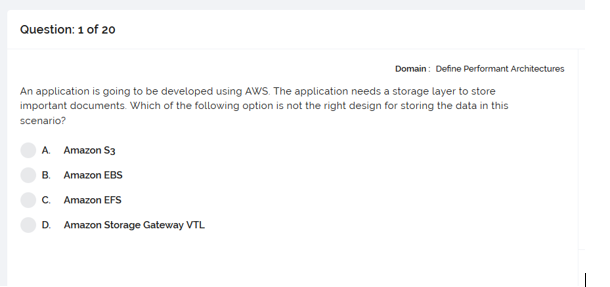 Question: 1 of 20
Domain : Define Performant Architectures
An application is going to be developed using AWS. The application needs a storage layer to store
important documents. Which of the following option is not the right design for storing the data in this
scenario?
A. Amazon S3
B. Amazon EBS
C. Amazon EFS
D. Amazon Storage Gateway VTL